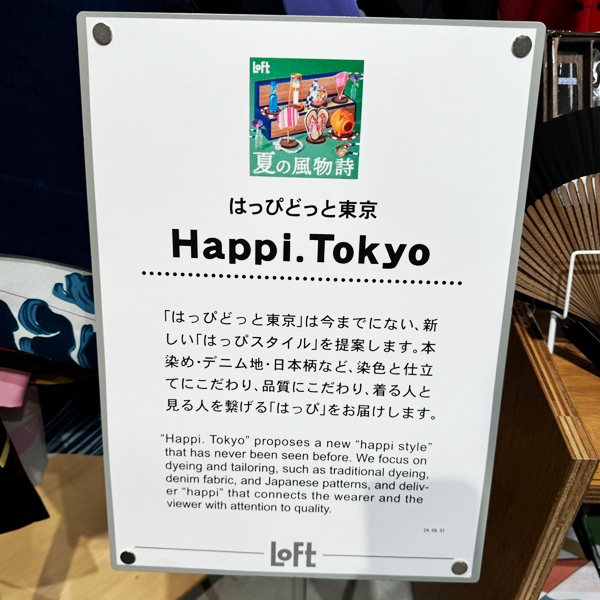 Loft
夏の風物詩
はっぴどっと東京
Happi.Tokyo
「はっぴどっと東京」は今までにない、新
しい「はっぴスタイル」を提案します。本
染め・デニム地・日本柄など、染色と仕立
てにこだわり、品質にこだわり、着る人と
見る人を繋げる「はっぴ」をお届けします。
“Happi. Tokyo” proposes a new “happi style”
that has never been seen before. We focus on
dyeing and tailoring, such as traditional dyeing,
denim fabric, and Japanese patterns, and deliv-
er “happi” that connects the wearer and the
viewer with attention to quality.
Loft